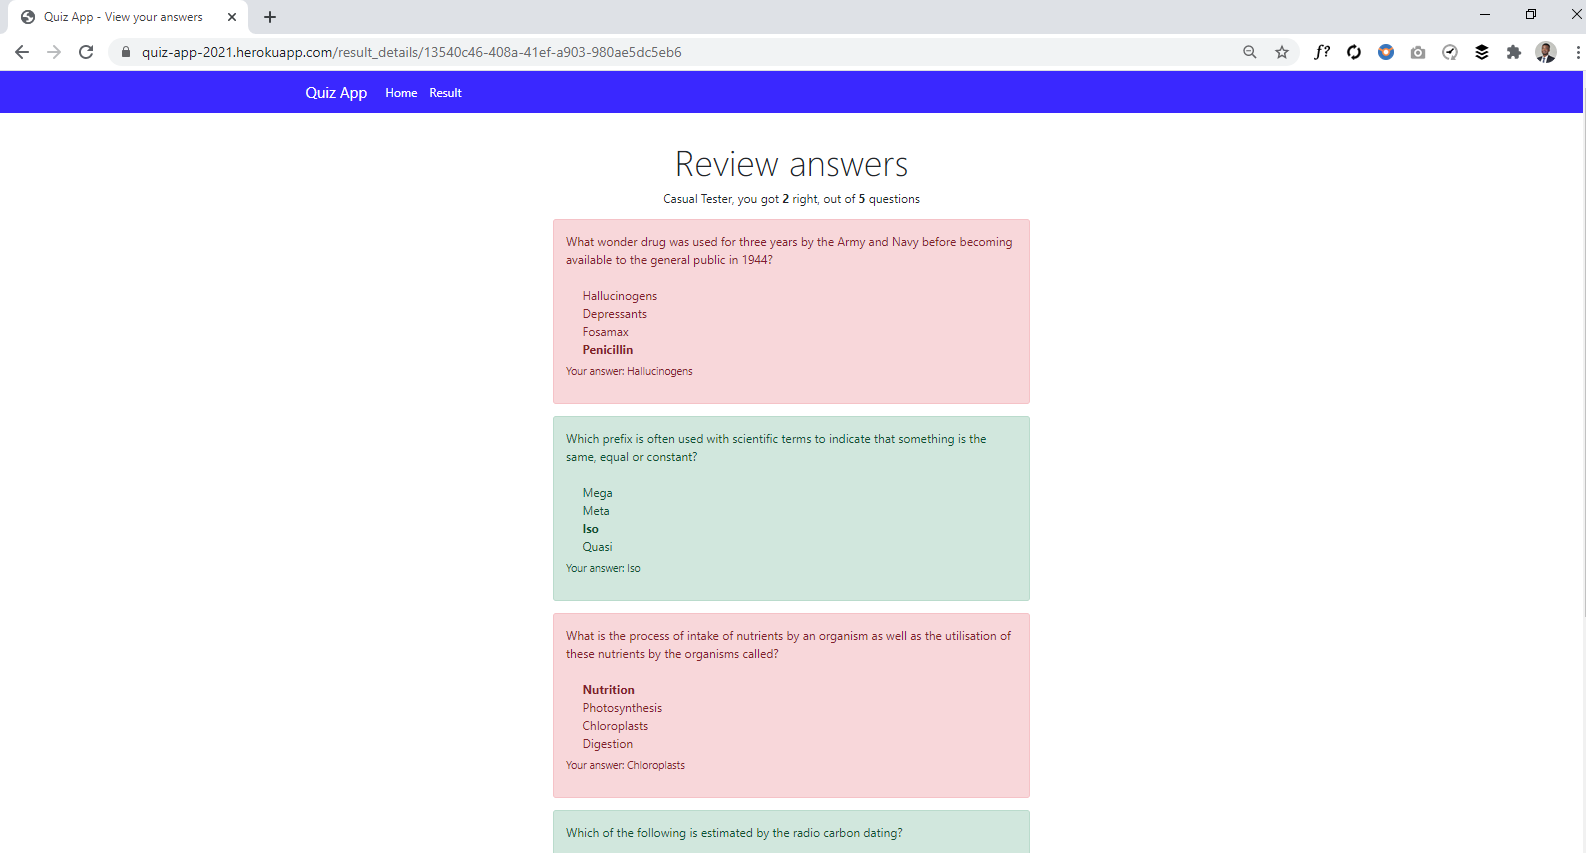 Quiz App - View your answers
quiz-app-2021.herokuapp.com/result_details/13540c46-408a-41ef-a903-980ae5dc5eb6
f?
Quiz App Home Result
Review answers
Casual Tester, you got 2 right, out of 5 questions
What wonder drug was used for three years by the Army and Navy before becoming
available to the general public in 1944?
Hallucinogens
Depressants
Fosamax
Penicillin
Your answer: Hallucinogens
Which prefix is often used with scientific terms to indicate that something is the
same, equal or constant?
Mega
Meta
Iso
Quasi
Your answer: Iso
What is the process of intake of nutrients by an organism as well as the utilisation of
these nutrients by the organisms called?
Nutrition
Photosynthesis
Chloroplasts
Digestion
Your answer: Chloroplasts
Which of the following is estimated by the radio carbon dating?